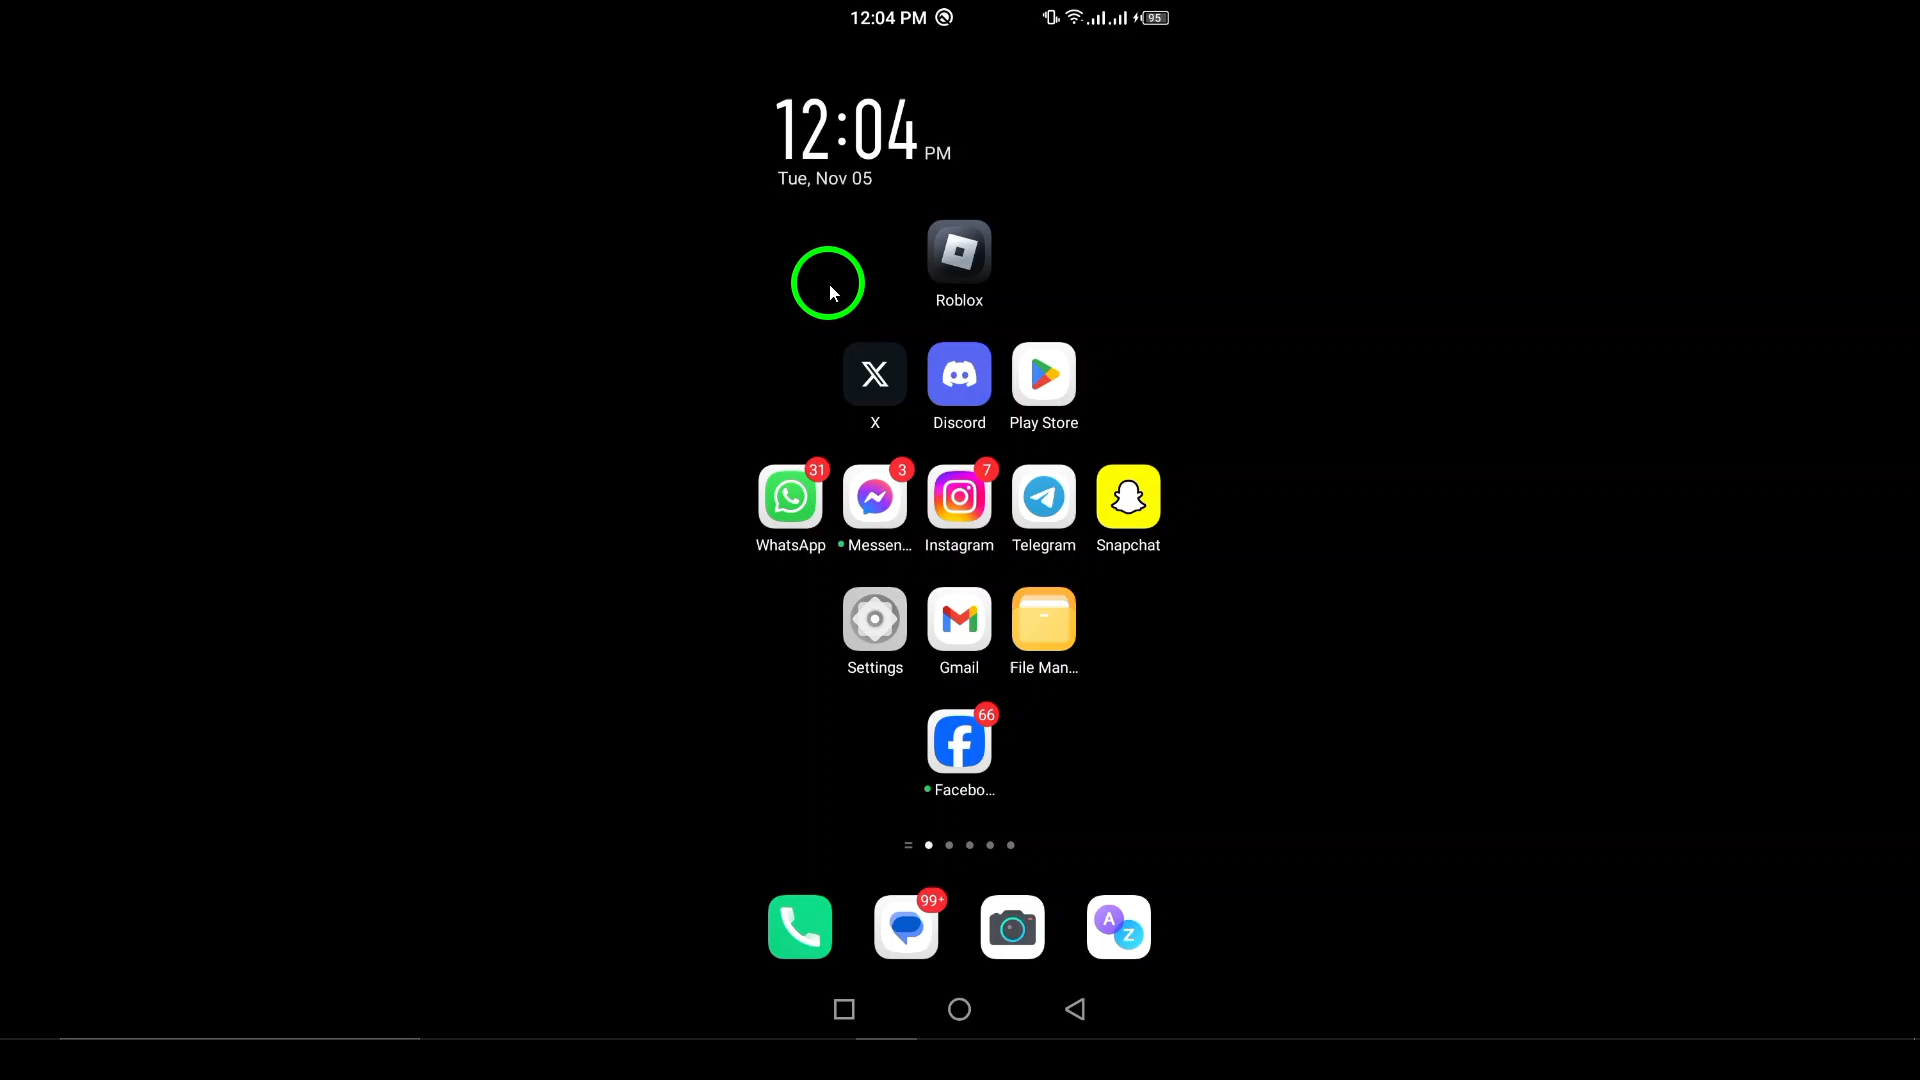 12:04 PM
95
12:04 PM
Tue, Nov 05
Roblox
X
Discord
Play Store
31
3
7
WhatsApp
Messen...
Instagram
Telegram
Snapchat
Settings
Gmail
File Man...
66
Facebo...
99+
A
Z